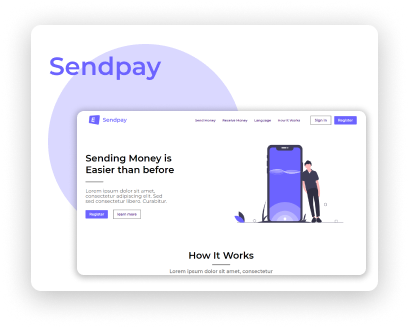 Sendpay
Sendpay
Send Money Receive Money Language How It Works Sign In Register
Sending Money is
Easier than before
Lorem ipsum dolor sit amet,
consectetur adipiscing elit. Sed
sed consectetur libero. Curabitur.
Register learn more
How It Works
Lorem ipsum dolor sit amet, consectetur